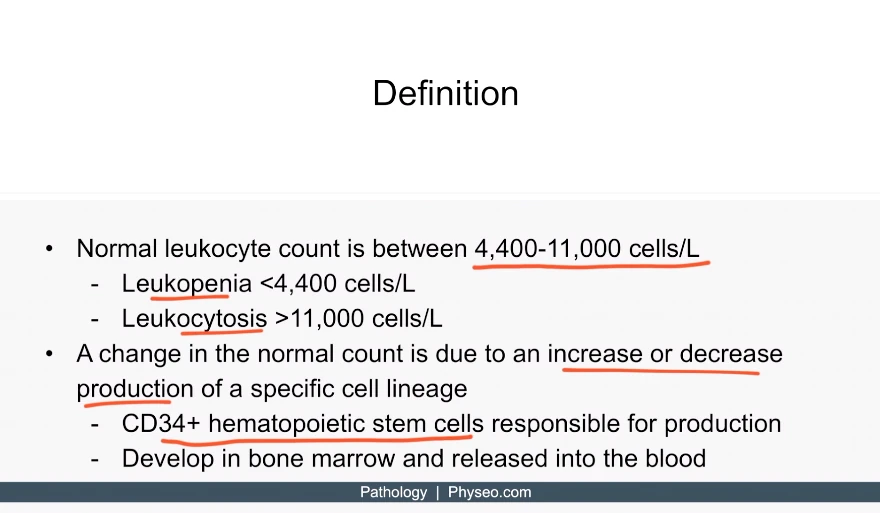 Definition
• Normal leukocyte count is between 4,400-11,000 cells/L
- Leukopenia <4,400 cells/L
- Leukocytosis >11,000 cells/L
• A change in the normal count is due to an increase or decrease
production of a specific cell lineage
- CD34+ hematopoietic stem cells responsible for production
- Develop in bone marrow and released into the blood
Pathology | Physeo.com